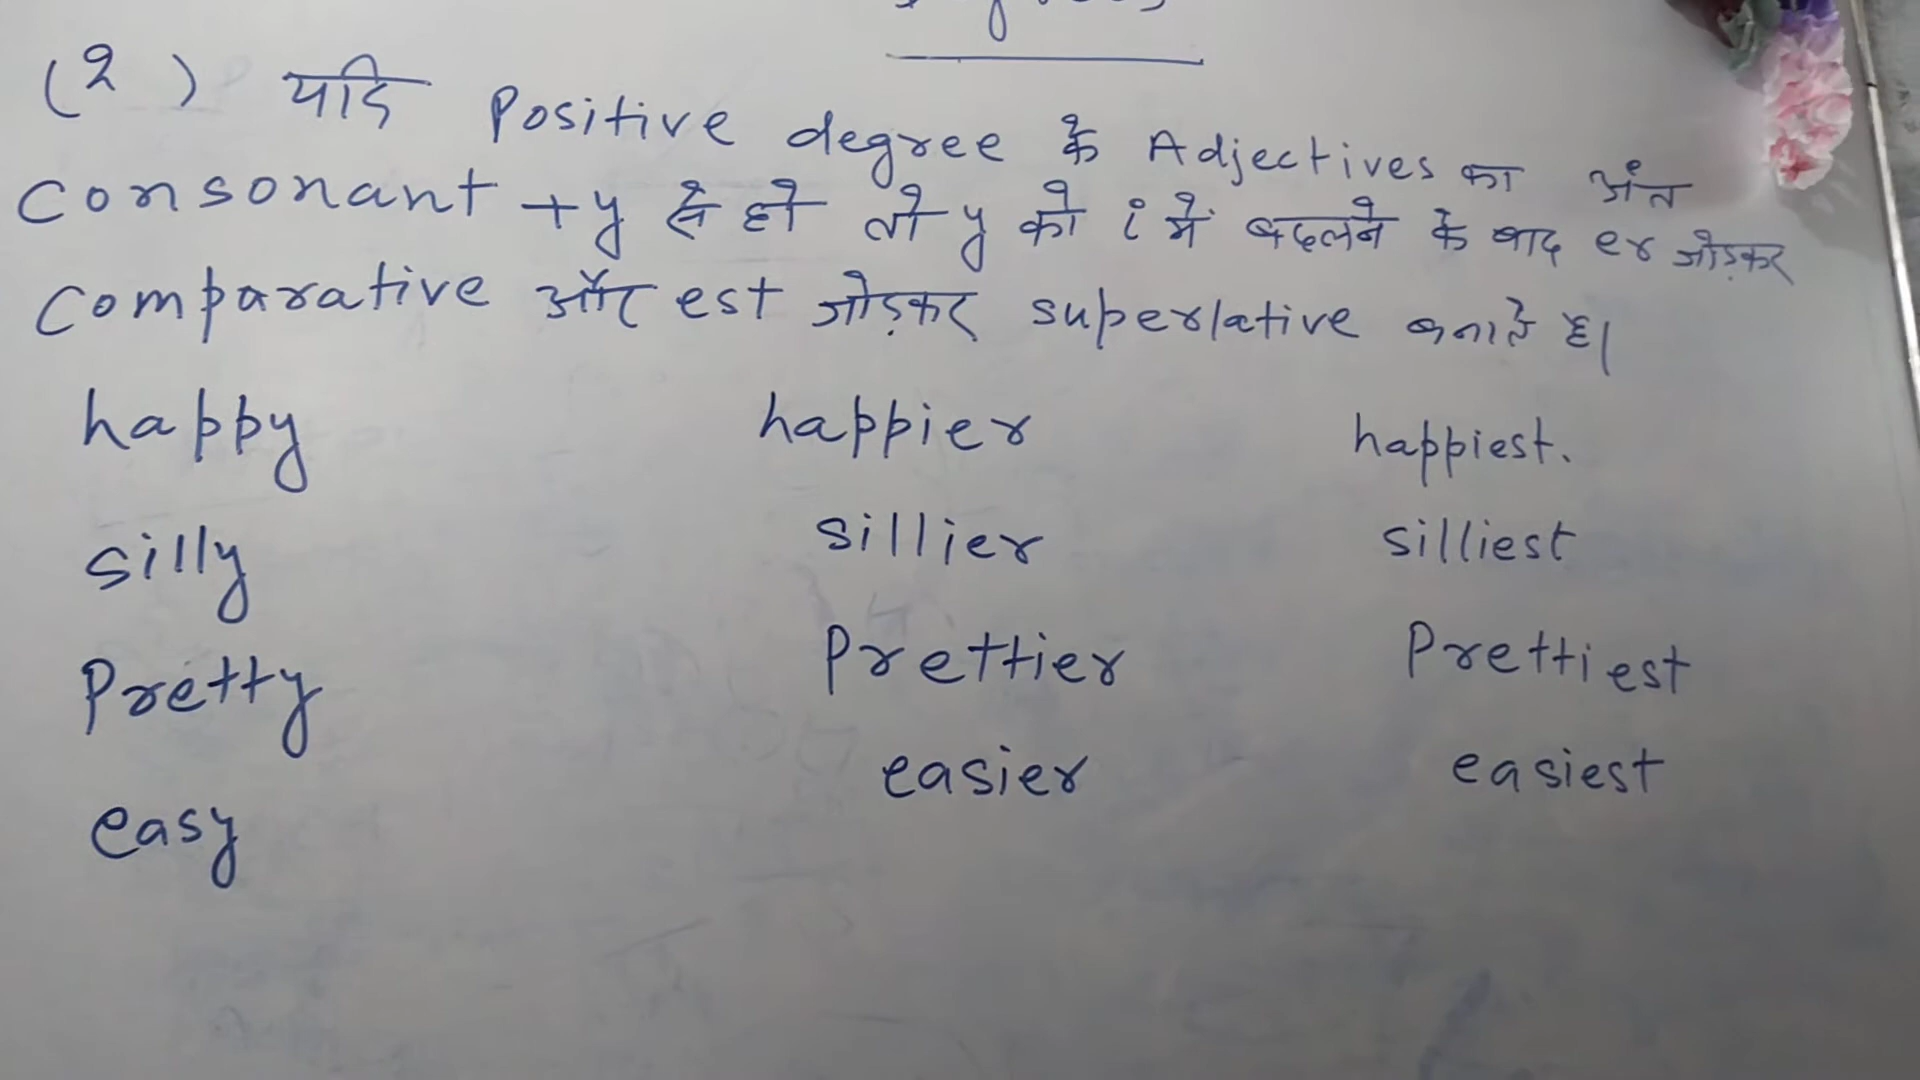 (२) यदि Positive degree के Adjectives का अंत
consonant +y से हो तो y को i में बदलने के बाद er जोड़कर
comparative और est जोड़कर superlative बनाते है।
happy happier happiest.
silly sillier silliest
Pretty Prettier Prettiest
easy easier easiest